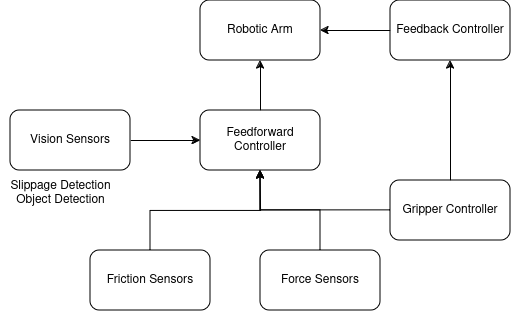 Robotic Arm
Feedback Controller
Vision Sensors
Feedforward
Controller
Slippage Detection
Object Detection
Gripper Controller
Friction Sensors
Force Sensors